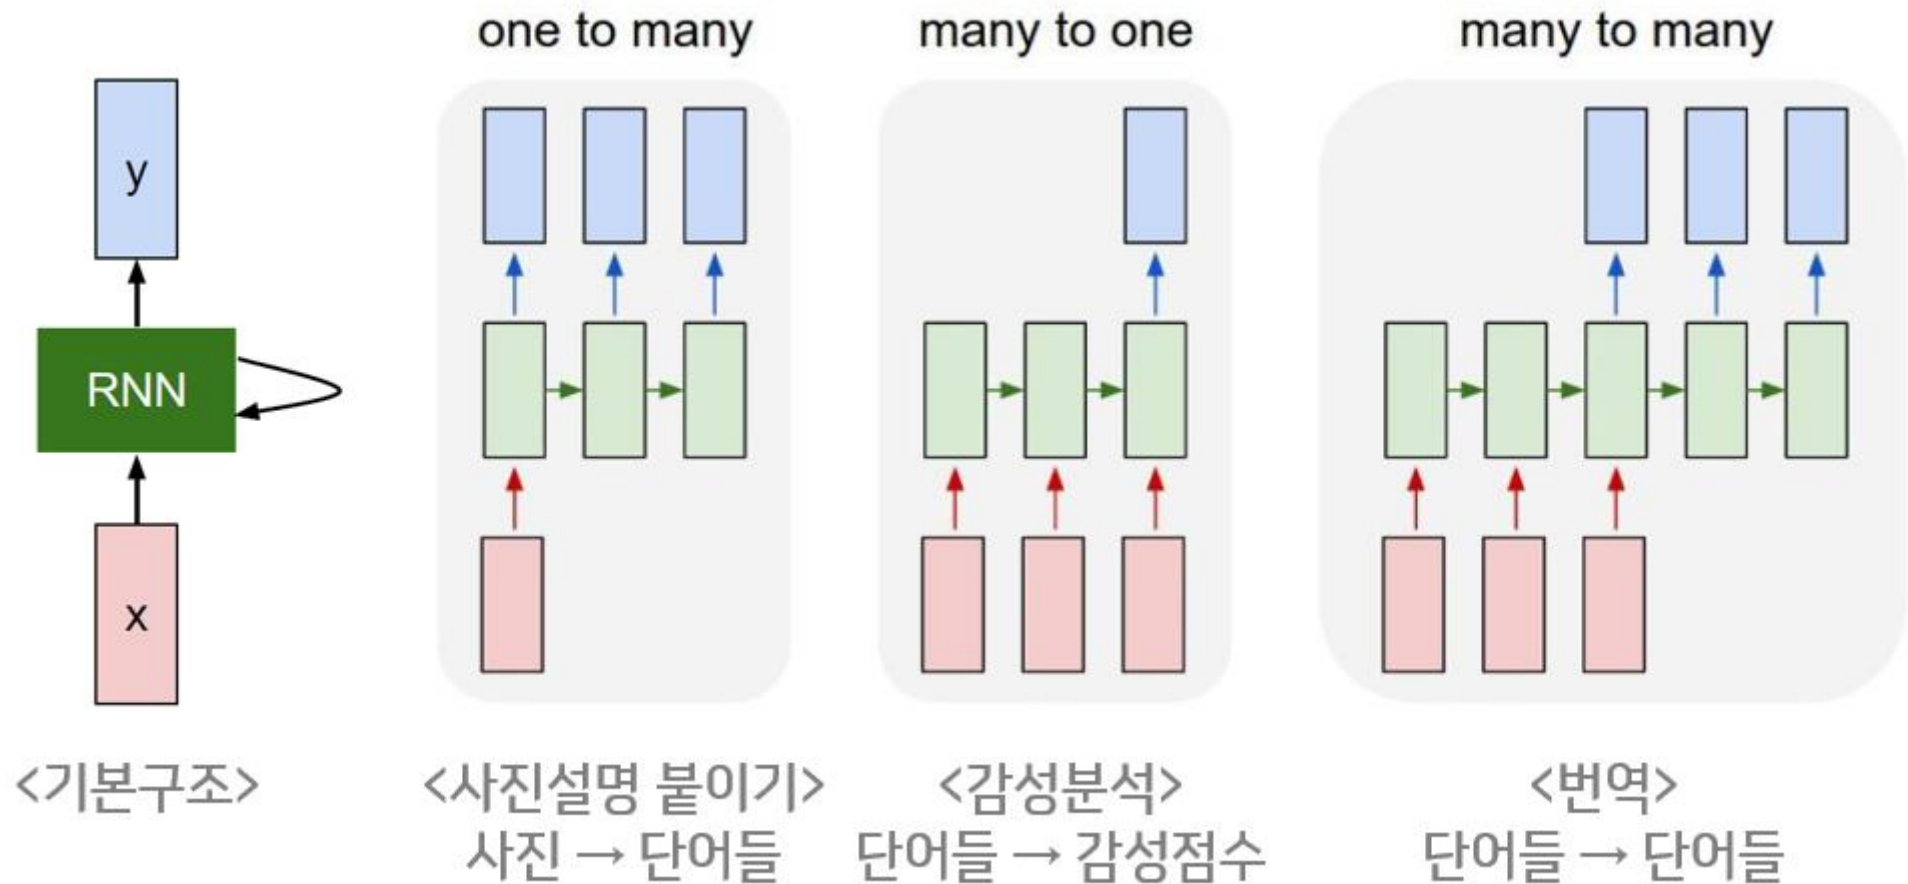 one to many
many to one
many to many
y
RNN
x
<기본구조>
<사진설명 붙이기>
사진 → 단어들
<감성분석>
단어들 → 감성점수
<번역>
단어들 → 단어들